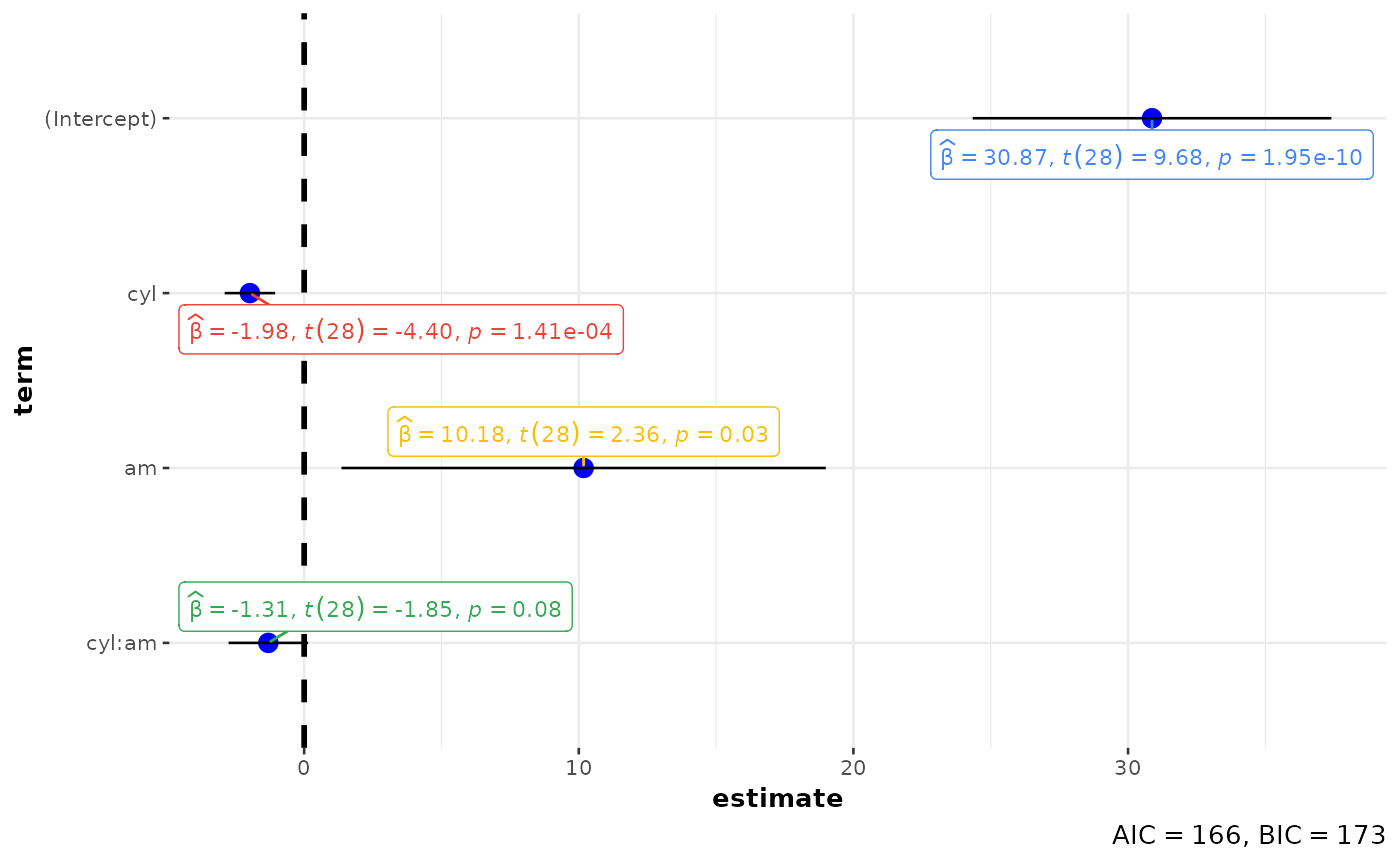 (Intercept)
β̂ = 30.87, t(28) = 9.68, p = 1.95e-10
cyl
β̂ = -1.98, t(28) = -4.40, p = 1.41e-04
term
β̂ = 10.18, t(28) = 2.36, p = 0.03
am
β̂ = -1.31, t(28) = -1.85, p = 0.08
cyl:am
0 10 20 30
estimate
AIC = 166, BIC = 173